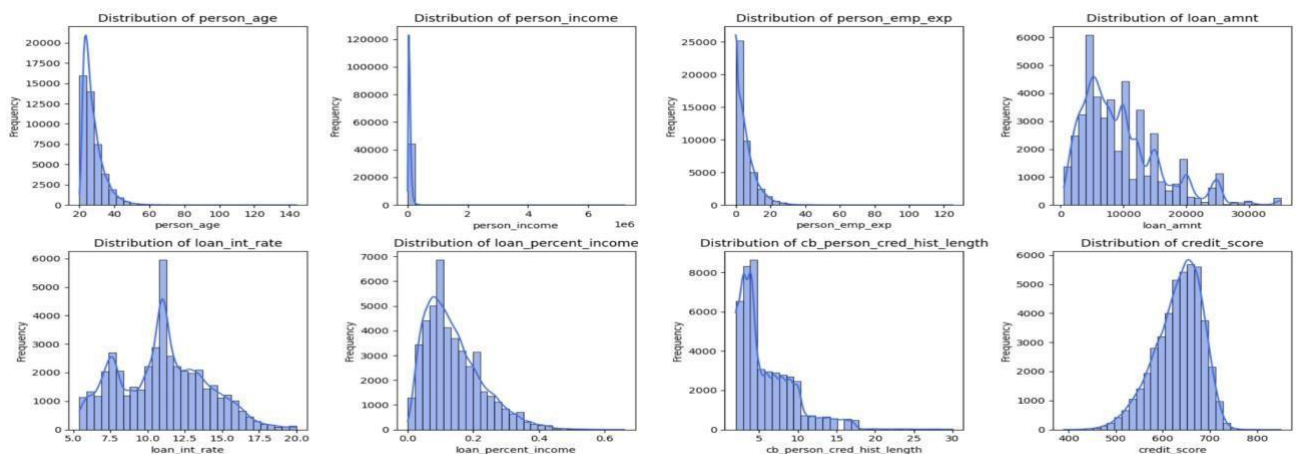 Distribution of person_age
20000
17500
15000
12500
10000
7500
5000
2500
0
Frequency
20 40 60 80 100 120 140
person_age
Distribution of person_income
120000
100000
80000
60000
40000
20000
0
Frequency
0 2 4 6
1e6
person_income
Distribution of person_emp_exp
25000
20000
15000
10000
5000
0
Frequency
0 20 40 60 80 100 120
person_emp_exp
Distribution of loan_amnt
6000
5000
4000
3000
2000
1000
0
Frequency
0 10000 20000 30000
loan_amnt
Distribution of loan_int_rate
6000
5000
4000
3000
2000
1000
0
Frequency
5.0 7.5 10.0 12.5 15.0 17.5 20.0
loan_int_rate
Distribution of loan_percent_income
7000
6000
5000
4000
3000
2000
1000
0
Frequency
0.0 0.2 0.4 0.6
loan_percent_income
Distribution of cb_person_cred_hist_length
8000
6000
4000
2000
0
Frequency
5 10 15 20 25 30
cb_person_cred_hist_length
Distribution of credit_score
6000
5000
4000
3000
2000
1000
0
Frequency
400 500 600 700 800
credit_score